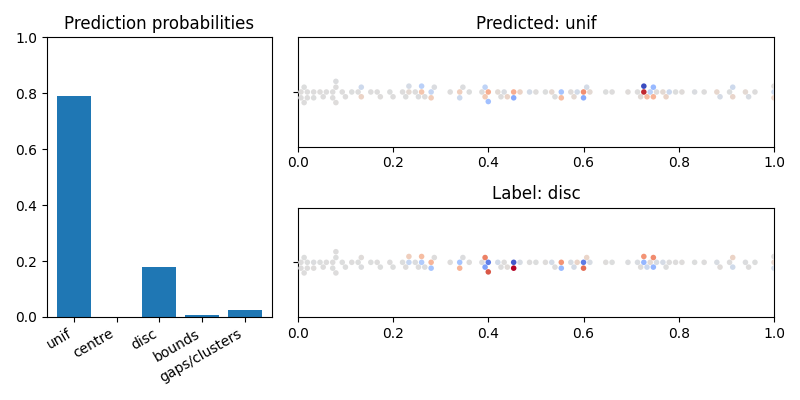 Prediction probabilities
1.0
0.8
0.6
0.4
0.2
0.0
unif
centre
disc
bounds
gaps/clusters
Predicted: unif
0.0 0.2 0.4 0.6 0.8 1.0
Label: disc
0.0 0.2 0.4 0.6 0.8 1.0